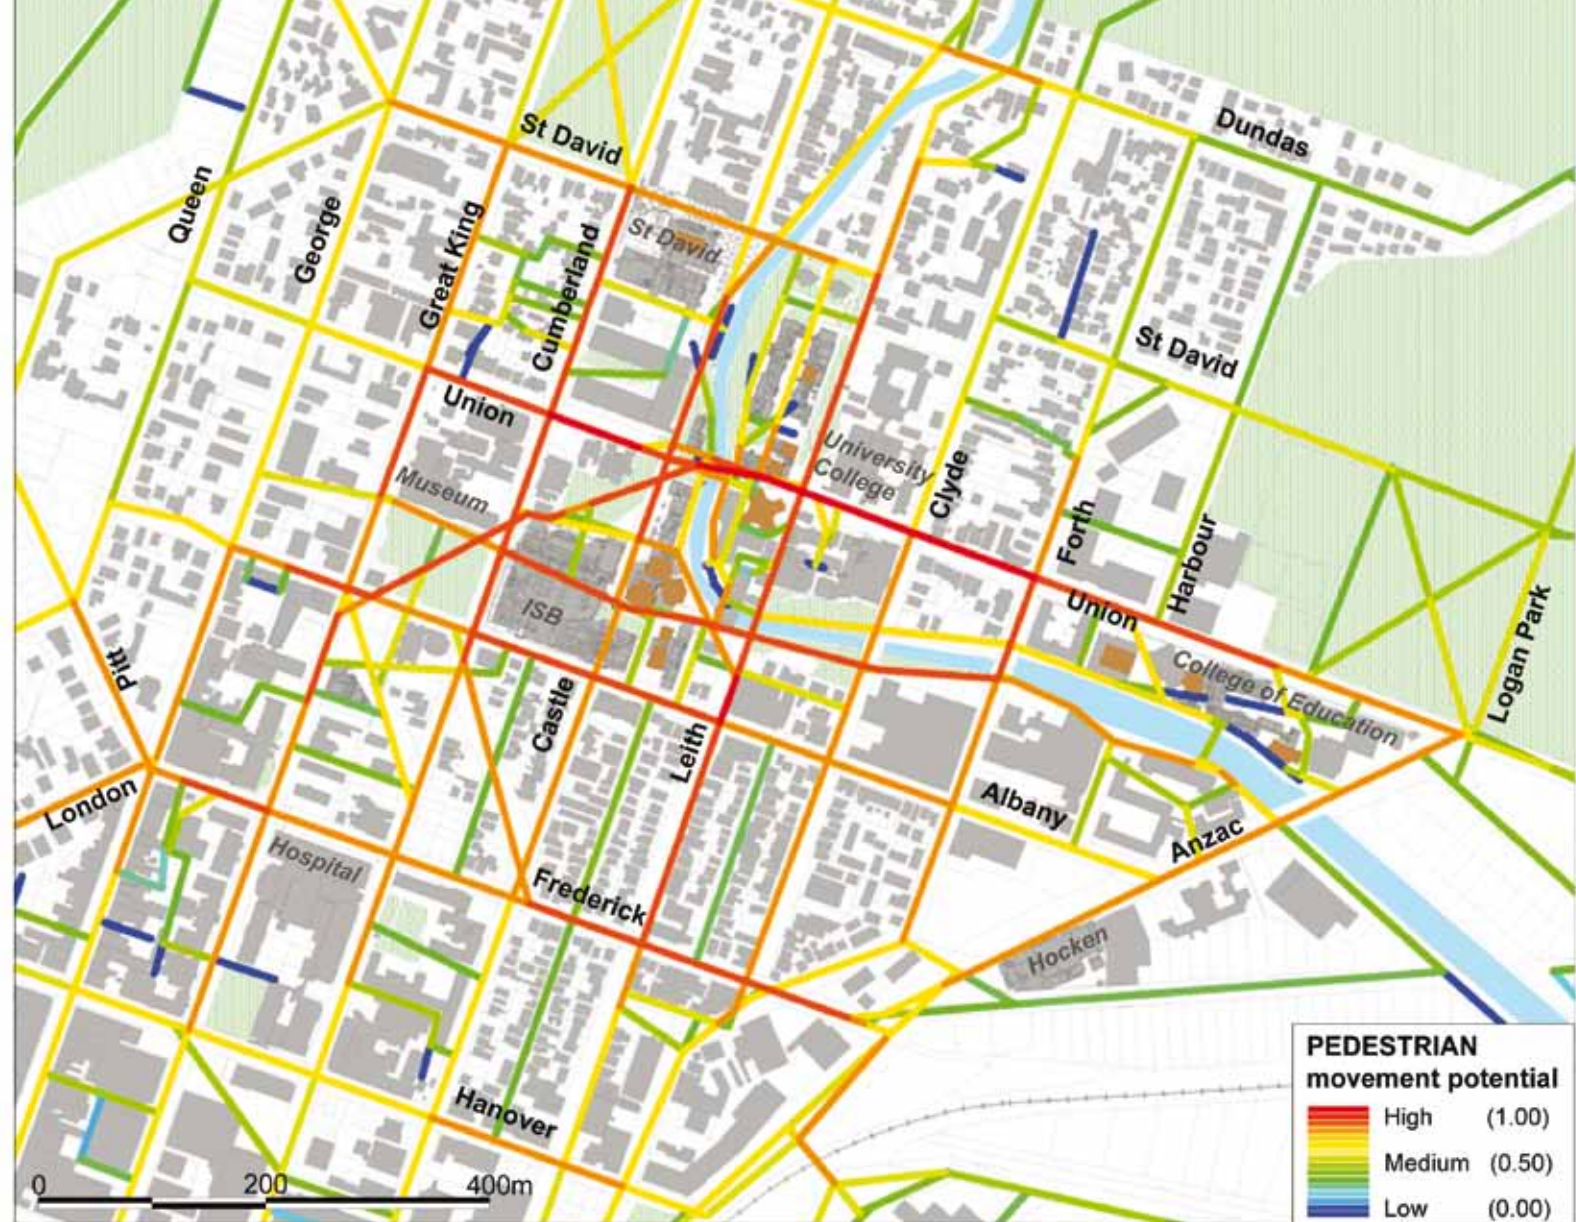 Dundas
St David
Queen
George
Great King
Cumberland
St David
St David
Union
Museum
University
College
Clyde
Forth
Harbour
ISB
Union
Logan Park
College of Education
Pitt
Castle
Leith
London
Albany
Anzac
Hospital
Frederick
Hocken
Hanover
0 200 400m
PEDESTRIAN
movement potential
High (1.00)
Medium (0.50)
Low (0.00)